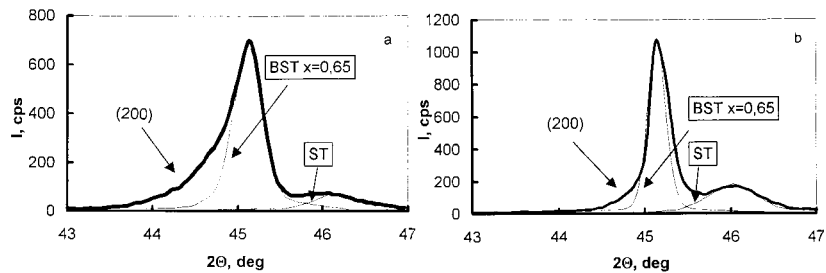 800
600
400
200
0
I, cps
a
BST x=0,65
(200)
ST
43 44 45 46 47
2Θ, deg
1200
1000
800
600
400
200
0
I, cps
b
BST x=0,65
(200)
ST
43 44 45 46 47
2Θ, deg